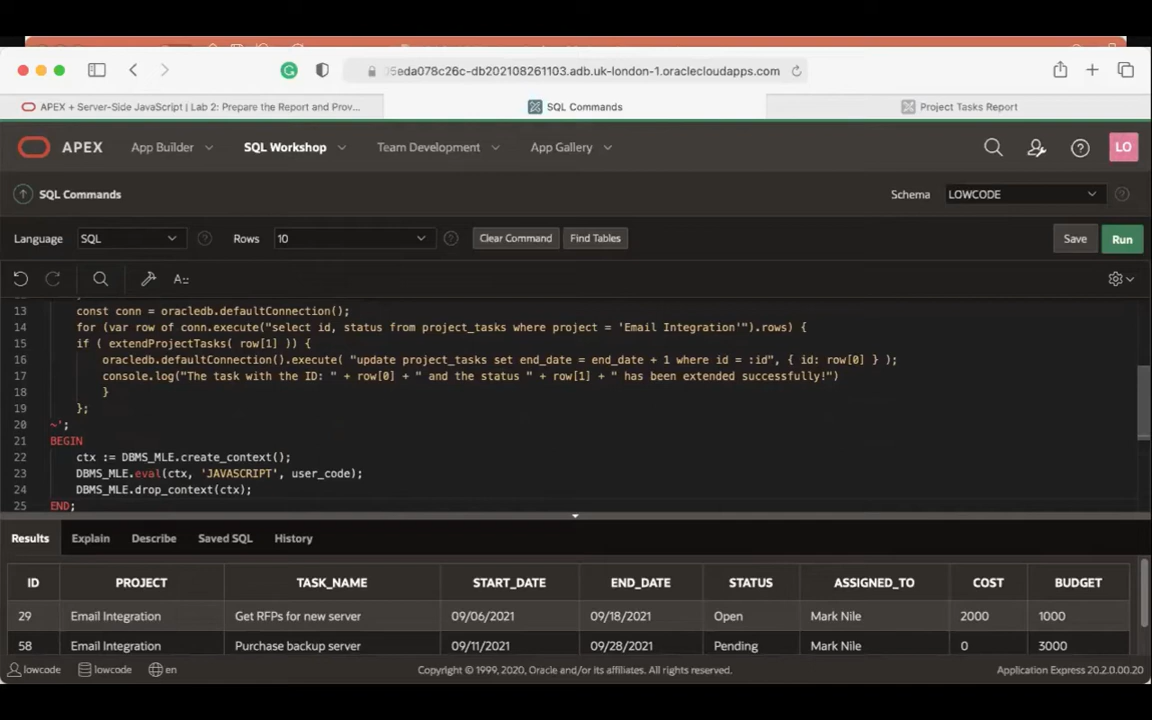 5eda078c26c-db202108261103.adb.uk-london-1.oraclecloudapps.com
APEX + Server-Side JavaScript | Lab 2: Prepare the Report and Prov...
SQL Commands
Project Tasks Report
APEX
App Builder
SQL Workshop
Team Development
App Gallery
LO
SQL Commands
Schema
LOWCODE
Language
SQL
Rows
10
Clear Command
Find Tables
Save
Run
13 const conn = oracledb.defaultConnection();
14 for (var row of conn.execute("select id, status from project_tasks where project = 'Email Integration'").rows) {
15 if ( extendProjectTasks( row[1] )) {
16 oracledb.defaultConnection().execute( "update project_tasks set end_date = end_date + 1 where id = :id", { id: row[0] } );
17 console.log("The task with the ID: " + row[0] + " and the status " + row[1] + " has been extended successfully!")
18 }
19 };
20 ~';
21 BEGIN
22 ctx := DBMS_MLE.create_context();
23 DBMS_MLE.eval(ctx, 'JAVASCRIPT', user_code);
24 DBMS_MLE.drop_context(ctx);
25 END;
Results
Explain
Describe
Saved SQL
History
ID PROJECT TASK_NAME START_DATE END_DATE STATUS ASSIGNED_TO COST BUDGET
29 Email Integration Get RFPs for new server 09/06/2021 09/18/2021 Open Mark Nile 2000 1000
58 Email Integration Purchase backup server 09/11/2021 09/28/2021 Pending Mark Nile 0 3000
lowcode
lowcode
en
Copyright © 1999, 2020, Oracle and/or its affiliates. All rights reserved.
Application Express 20.2.0.00.20